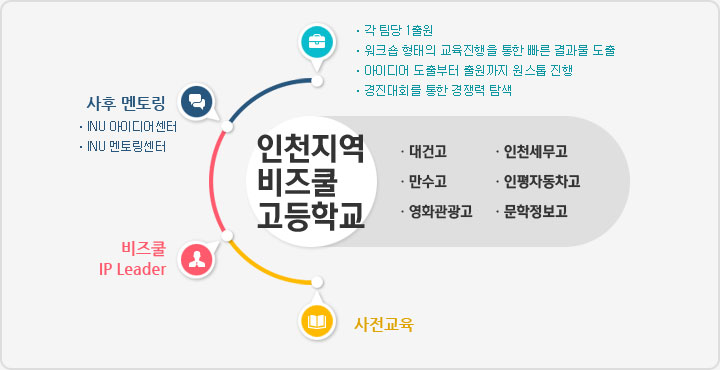 · 각 팀당 1출원
· 워크숍 형태의 교육진행을 통한 빠른 결과물 도출
· 아이디어 도출부터 출원까지 원스톱 진행
· 경진대회를 통한 경쟁력 탐색
사후 멘토링
· INU 아이디어센터
· INU 멘토링센터
인천지역
비즈쿨
고등학교
· 대건고
· 인천세무고
· 만수고
· 인평자동차고
· 영화관광고
· 문학정보고
비즈쿨
IP Leader
사전교육